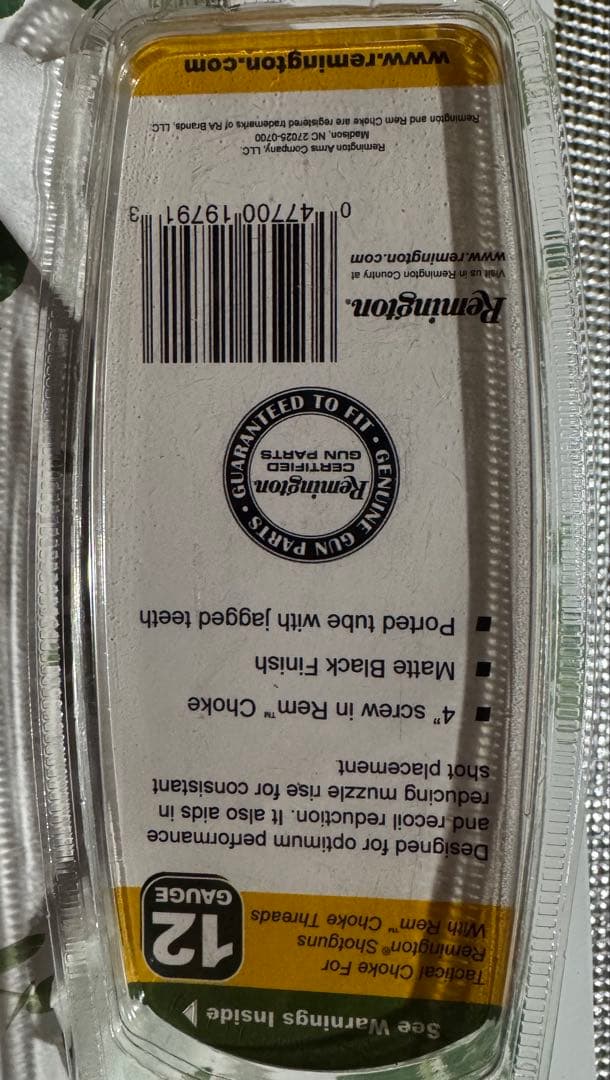 See Warnings Inside
Tactical Choke For
Remington® Shotguns
With Rem™ Choke Threads
12
GAUGE
Designed for optimum performance
and recoil reduction. It also aids in
reducing muzzle rise for consistant
shot placement
■ 4" screw in Rem™ Choke
■ Matte Black Finish
■ Ported tube with jagged teeth
GENUINE GUN PARTS • GUARANTEED TO FIT •
Remington
CERTIFIED
GUN PARTS
Remington®
Visit us in Remington Country at
www.remington.com
0 47700 19791 3
Remington Arms Company, LLC
Madison, NC 27025-0700
Remington and Rem Choke are registered trademarks of RA Brands, LLC
www.remington.com